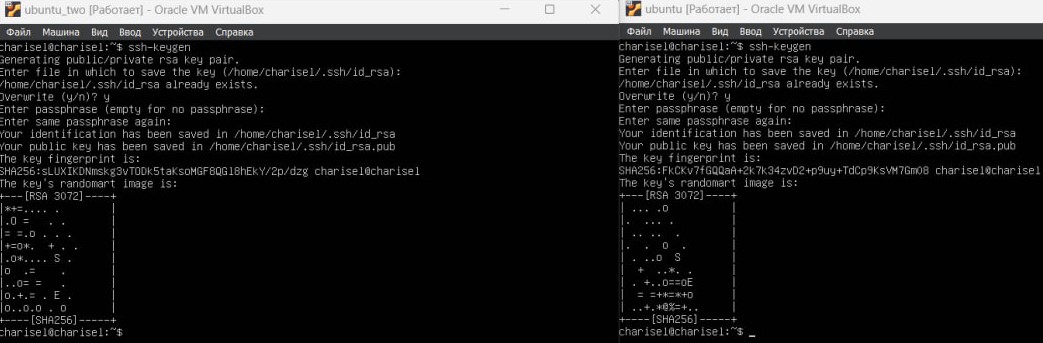 ubuntu_two [Работает] - Oracle VM VirtualBox
Файл Машина Вид Ввод Устройства Справка
charisel@charisel:~$ ssh-keygen
Generating public/private rsa key pair.
Enter file in which to save the key (/home/charisel/.ssh/id_rsa):
/home/charisel/.ssh/id_rsa already exists.
Overwrite (y/n)? y
Enter passphrase (empty for no passphrase):
Enter same passphrase again:
Your identification has been saved in /home/charisel/.ssh/id_rsa
Your public key has been saved in /home/charisel/.ssh/id_rsa.pub
The key fingerprint is:
SHA256:sLUXIKDNmskg3vTODk5taKsoMGF8QGl8hEkY/2p/dzg charisel@charisel
The key's randomart image is:
+---[RSA 3072]----+
|*+=.... .        |
|.O =   . .       |
|= =.o . . .      |
|+=o*.  + . .     |
|.o*.... S .      |
|o  .=    .       |
|..o= =   .       |
|o.+.= . E .      |
|o..o.o . o       |
+----[SHA256]-----+
charisel@charisel:~$
ubuntu [Работает] - Oracle VM VirtualBox
Файл Машина Вид Ввод Устройства Справка
charisel@charisel:~$ ssh-keygen
Generating public/private rsa key pair.
Enter file in which to save the key (/home/charisel/.ssh/id_rsa):
/home/charisel/.ssh/id_rsa already exists.
Overwrite (y/n)? y
Enter passphrase (empty for no passphrase):
Enter same passphrase again:
Your identification has been saved in /home/charisel/.ssh/id_rsa
Your public key has been saved in /home/charisel/.ssh/id_rsa.pub
The key fingerprint is:
SHA256:FkCKv7fGQQaA+2k7k34zvD2+p9uy+TdCp9KsVM7Gm08 charisel@charisel
The key's randomart image is:
+---[RSA 3072]----+
| ... .o          |
|.  ... .         |
| .. ..  .        |
|.  .  o  .       |
| . ..o  S        |
|  +  ..*. .      |
| . +..o==oE      |
|  = =+*=*+o      |
| ..+.*@%=+..     |
+----[SHA256]-----+
charisel@charisel:~$ _